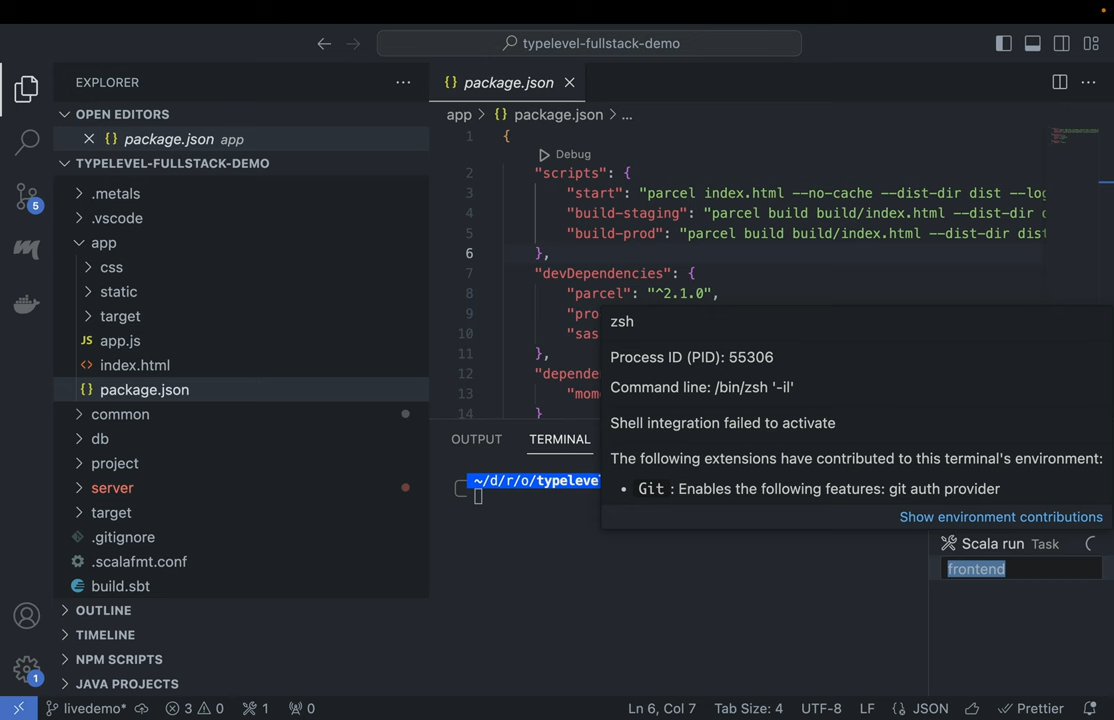 typelevel-fullstack-demo
EXPLORER
package.json
OPEN EDITORS
package.json app
TYPELEVEL-FULLSTACK-DEMO
.metals
.vscode
app
css
static
target
JS app.js
<> index.html
{} package.json
common
db
project
server
target
.gitignore
.scalafmt.conf
build.sbt
OUTLINE
TIMELINE
NPM SCRIPTS
JAVA PROJECTS
5
1
app > {} package.json > ...
1 {
Debug
2 "scripts": {
3 "start": "parcel index.html --no-cache --dist-dir dist --log
4 "build-staging": "parcel build build/index.html --dist-dir d
5 "build-prod": "parcel build build/index.html --dist-dir dist
6 },
7 "devDependencies": {
8 "parcel": "^2.1.0",
9 "pro
10 "sas
11 },
12 "depende
13 "mom
14 }
zsh
Process ID (PID): 55306
Command line: /bin/zsh '-il'
Shell integration failed to activate
The following extensions have contributed to this terminal's environment:
• Git : Enables the following features: git auth provider
Show environment contributions
OUTPUT TERMINAL
~/d/r/o/typeleve
Scala run Task
frontend
livedemo* 3 0 1 0 Ln 6, Col 7 Tab Size: 4 UTF-8 LF {} JSON Prettier